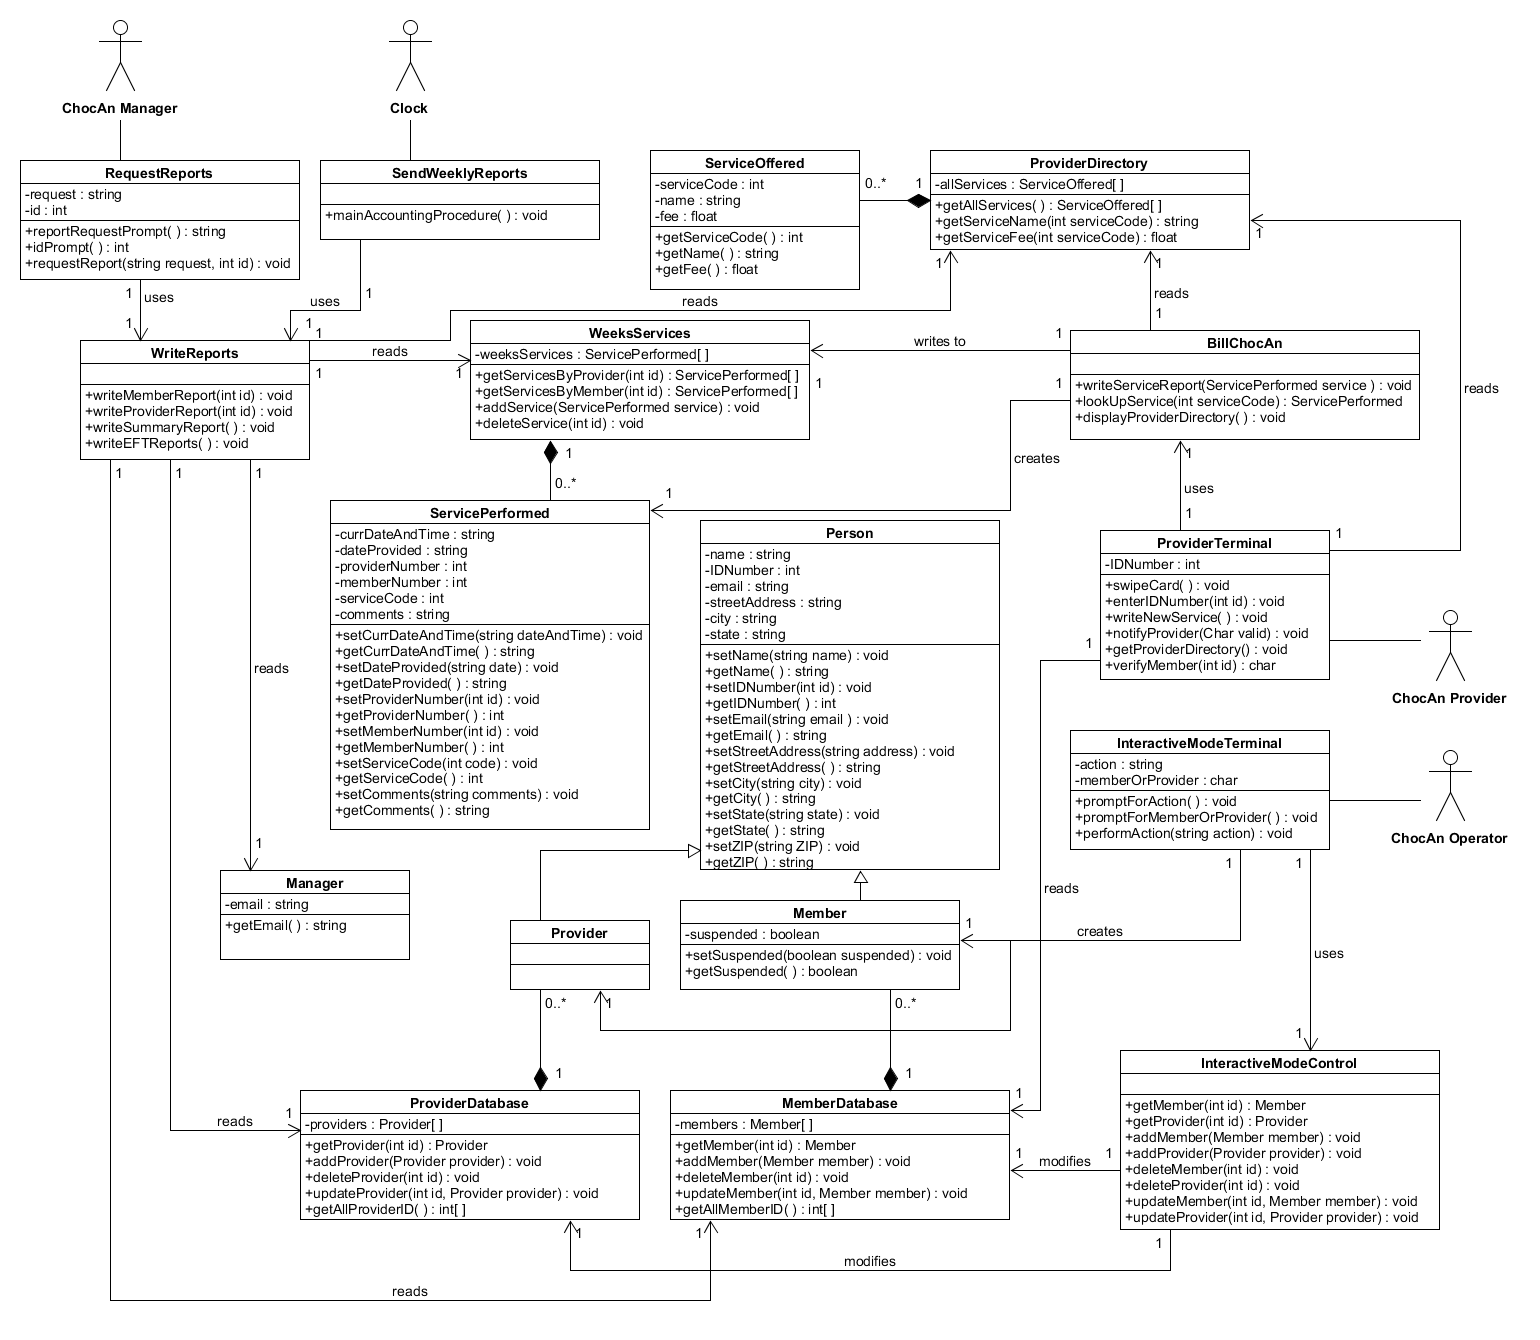 ChocAn Manager
Clock
RequestReports
-request : string
-id : int
+reportRequestPrompt( ) : string
+idPrompt( ) : int
+requestReport(string request, int id) : void
SendWeeklyReports
+mainAccountingProcedure( ) : void
ServiceOffered
-serviceCode : int
-name : string
-fee : float
+getServiceCode( ) : int
+getName( ) : string
+getFee( ) : float
0..*
1
ProviderDirectory
-allServices : ServiceOffered[ ]
+getAllServices( ) : ServiceOffered[ ]
+getServiceName(int serviceCode) : string
+getServiceFee(int serviceCode) : float
1
1
1
1
uses
1
1
uses
1
1
reads
reads
1
WriteReports
+writeMemberReport(int id) : void
+writeProviderReport(int id) : void
+writeSummaryReport( ) : void
+writeEFTReports( ) : void
reads
1
1
WeeksServices
-weeksServices : ServicePerformed[ ]
+getServicesByProvider(int id) : ServicePerformed[ ]
+getServicesByMember(int id) : ServicePerformed[ ]
+addService(ServicePerformed service) : void
+deleteService(int id) : void
writes to
1
1
1
BillChocAn
+writeServiceReport(ServicePerformed service ) : void
+lookUpService(int serviceCode) : ServicePerformed
+displayProviderDirectory( ) : void
reads
1
1
1
1
0..*
creates
1
1
uses
1
ServicePerformed
-currDateAndTime : string
-dateProvided : string
-providerNumber : int
-memberNumber : int
-serviceCode : int
-comments : string
+setCurrDateAndTime(string dateAndTime) : void
+getCurrDateAndTime( ) : string
+setDateProvided(string date) : void
+getDateProvided( ) : string
+setProviderNumber(int id) : void
+getProviderNumber( ) : int
+setMemberNumber(int id) : void
+getMemberNumber( ) : int
+setServiceCode(int code) : void
+getServiceCode( ) : int
+setComments(string comments) : void
+getComments( ) : string
Person
-name : string
-IDNumber : int
-email : string
-streetAddress : string
-city : string
-state : string
+setName(string name) : void
+getName( ) : string
+setIDNumber(int id) : void
+getIDNumber( ) : int
+setEmail(string email ) : void
+getEmail( ) : string
+setStreetAddress(string address) : void
+getStreetAddress( ) : string
+setCity(string city) : void
+getCity( ) : string
+setState(string state) : void
+getState( ) : string
+setZIP(string ZIP) : void
+getZIP( ) : string
1
ProviderTerminal
-IDNumber : int
+swipeCard( ) : void
+enterIDNumber(int id) : void
+writeNewService( ) : void
+notifyProvider(Char valid) : void
+getProviderDirectory() : void
+verifyMember(int id) : char
1
ChocAn Provider
InteractiveModeTerminal
-action : string
-memberOrProvider : char
+promptForAction( ) : void
+promptForMemberOrProvider( ) : void
+performAction(string action) : void
ChocAn Operator
reads
1
Manager
-email : string
+getEmail( ) : string
Provider
Member
-suspended : boolean
+setSuspended(boolean suspended) : void
+getSuspended( ) : boolean
reads
1
1
1
creates
uses
0..*
1
0..*
1
1
1
1
ProviderDatabase
-providers : Provider[ ]
+getProvider(int id) : Provider
+addProvider(Provider provider) : void
+deleteProvider(int id) : void
+updateProvider(int id, Provider provider) : void
+getAllProviderID( ) : int[ ]
reads
1
MemberDatabase
-members : Member[ ]
+getMember(int id) : Member
+addMember(Member member) : void
+deleteMember(int id) : void
+updateMember(int id, Member member) : void
+getAllMemberID( ) : int[ ]
1
modifies
1
InteractiveModeControl
+getMember(int id) : Member
+getProvider(int id) : Provider
+addMember(Member member) : void
+addProvider(Provider provider) : void
+deleteMember(int id) : void
+deleteProvider(int id) : void
+updateMember(int id, Member member) : void
+updateProvider(int id, Provider provider) : void
1
1
1
modifies
reads